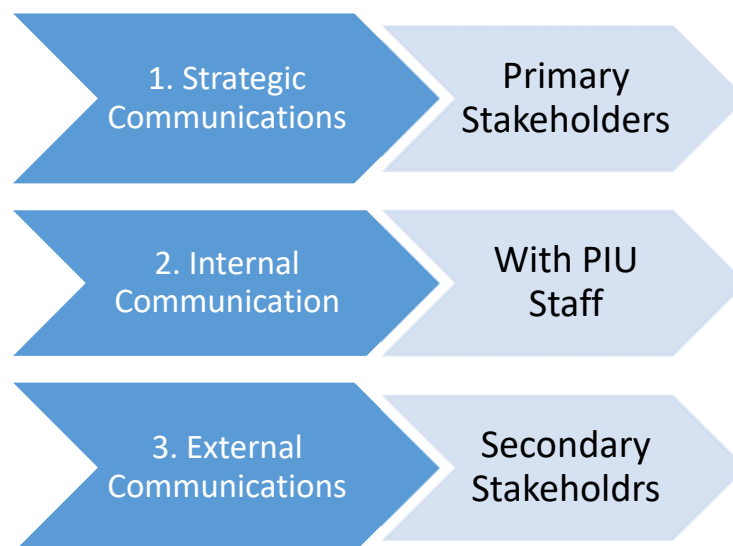 1. Strategic
Communications
Primary
Stakeholders
2. Internal
Communication
With PIU
Staff
3. External
Communications
Secondary
Stakeholdrs